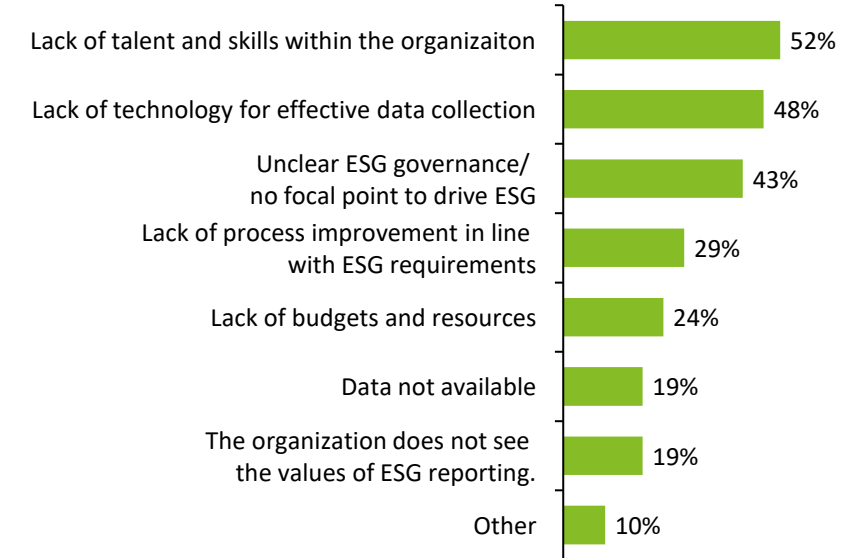 Lack of talent and skills within the organizaiton
52%
Lack of technology for effective data collection
48%
Unclear ESG governance/
no focal point to drive ESG
43%
Lack of process improvement in line
with ESG requirements
29%
Lack of budgets and resources
24%
Data not available
19%
The organization does not see
the values of ESG reporting.
19%
Other
10%